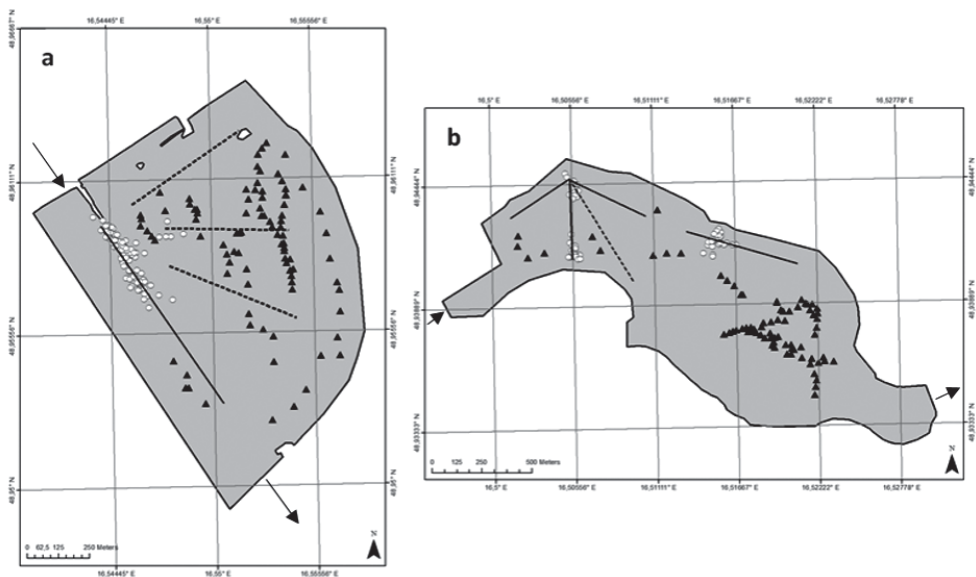 16,54445° E 16,55° E 16,55556° E
48,96667° N
a
48,96111° N
48,95556° N
48,95° N
48,96111° N
48,95556° N
48,95° N
0 62,5 125 250 Meters
N
16,54445° E 16,55° E 16,55556° E
16,5° E 16,50556° E 16,51111° E 16,51667° E 16,52222° E 16,52778° E
b
48,94444° N
48,93889° N
48,93333° N
48,94444° N
48,93889° N
48,93333° N
0 125 250 500 Meters
N
16,5° E 16,50556° E 16,51111° E 16,51667° E 16,52222° E 16,52778° E